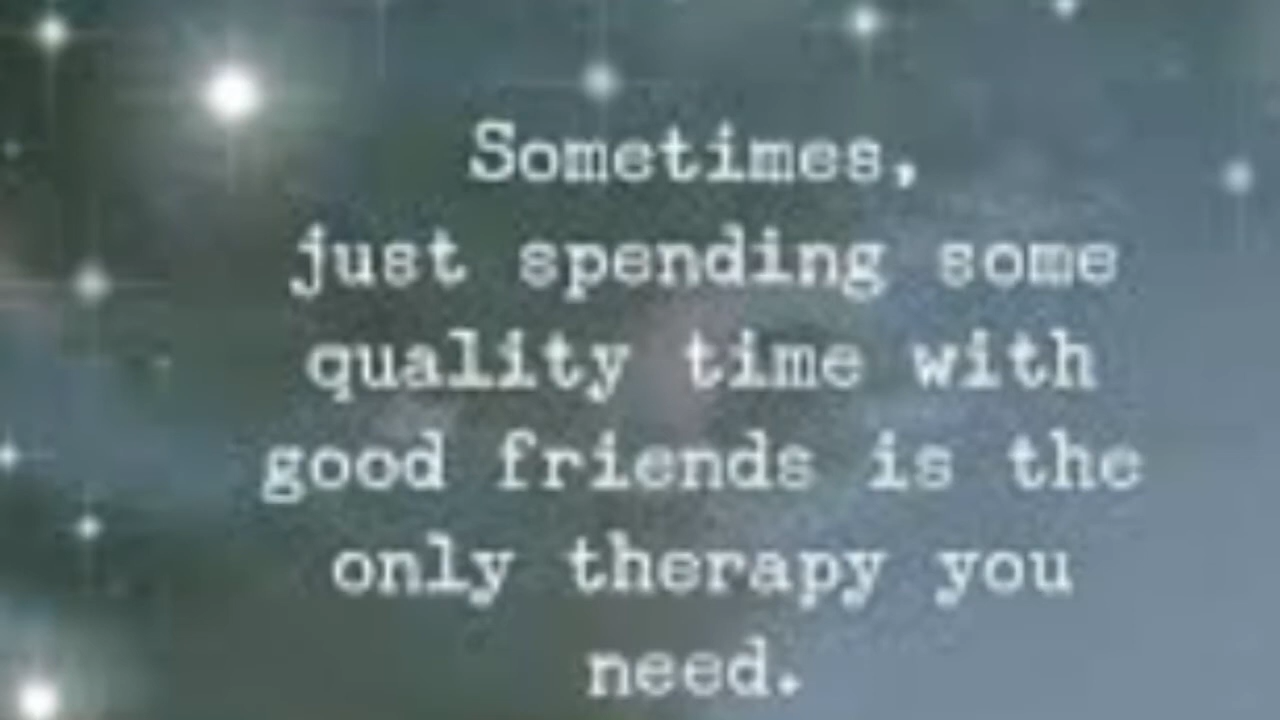 Sometimes,
just spending some
quality time with
good friends is the
only therapy you
need.